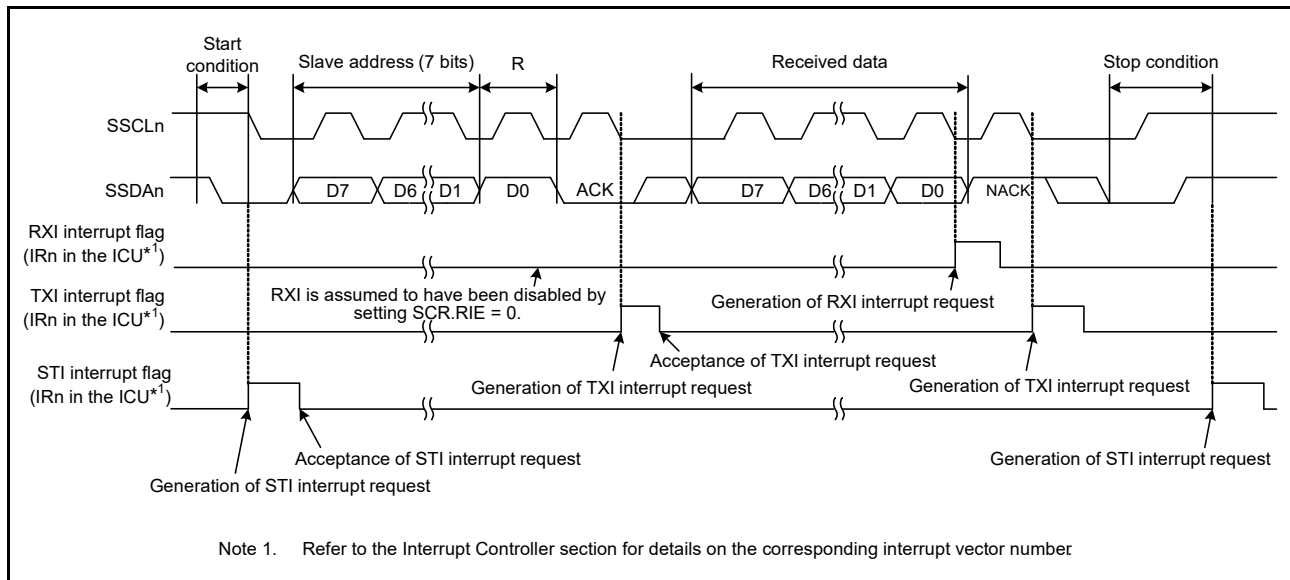 Start
condition
Slave address (7 bits)
R
Received data
Stop condition
SSCLn
SSDAn
D7
D6
D1
D0
ACK
D7
D6
D1
D0
NACK
RXI interrupt flag
(IRn in the ICU*1)
RXI is assumed to have been disabled by
setting SCR.RIE = 0.
Generation of RXI interrupt request
TXI interrupt flag
(IRn in the ICU*1)
Acceptance of TXI interrupt request
Generation of TXI interrupt request
Generation of TXI interrupt request
STI interrupt flag
(IRn in the ICU*1)
Acceptance of STI interrupt request
Generation of STI interrupt request
Generation of STI interrupt request
Note 1. Refer to the Interrupt Controller section for details on the corresponding interrupt vector number